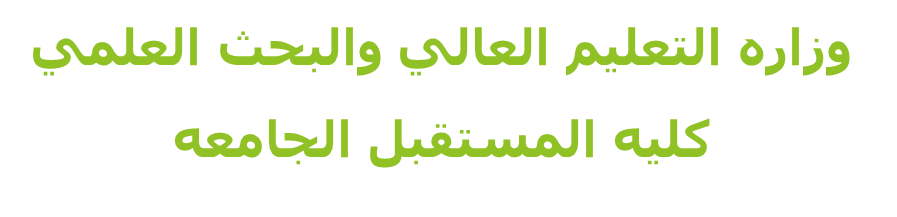 وزاره التعليم العالي والبحث العلمي
كليه المستقبل الجامعه